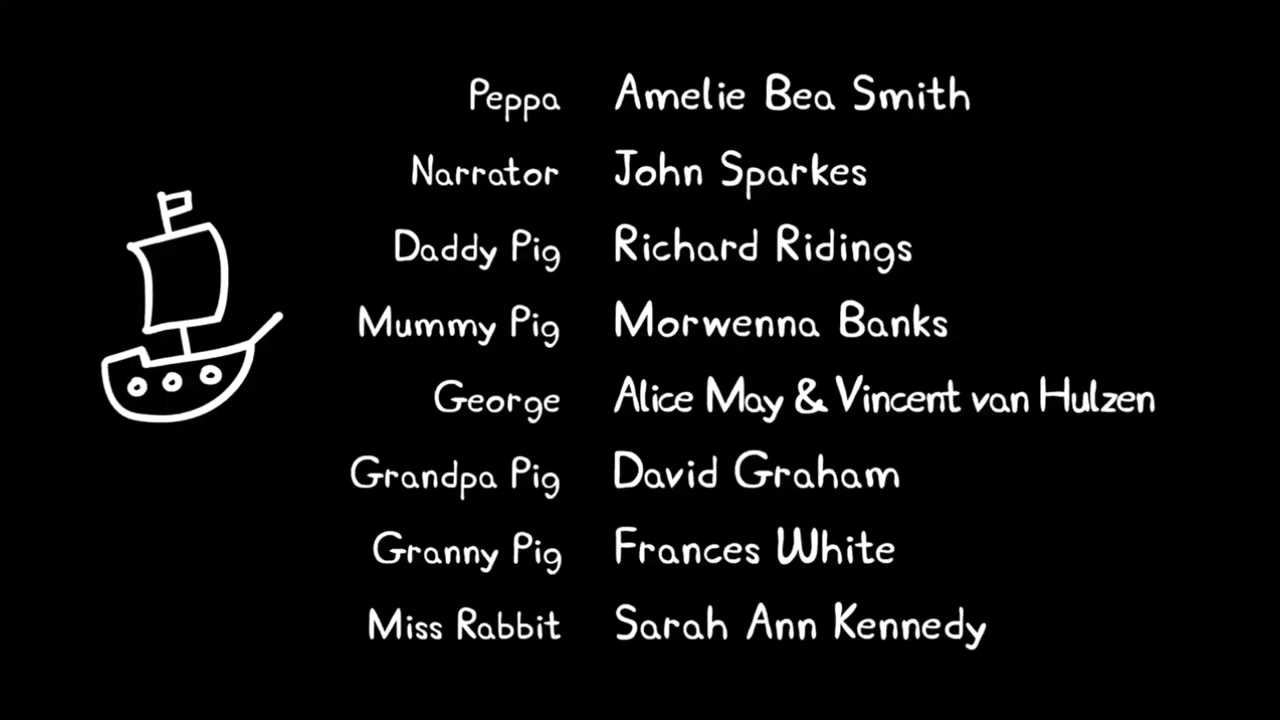 Peppa Amelie Bea Smith
Narrator John Sparkes
Daddy Pig Richard Ridings
Mummy Pig Morwenna Banks
George Alice May & Vincent van Hulzen
Grandpa Pig David Graham
Granny Pig Frances White
Miss Rabbit Sarah Ann Kennedy